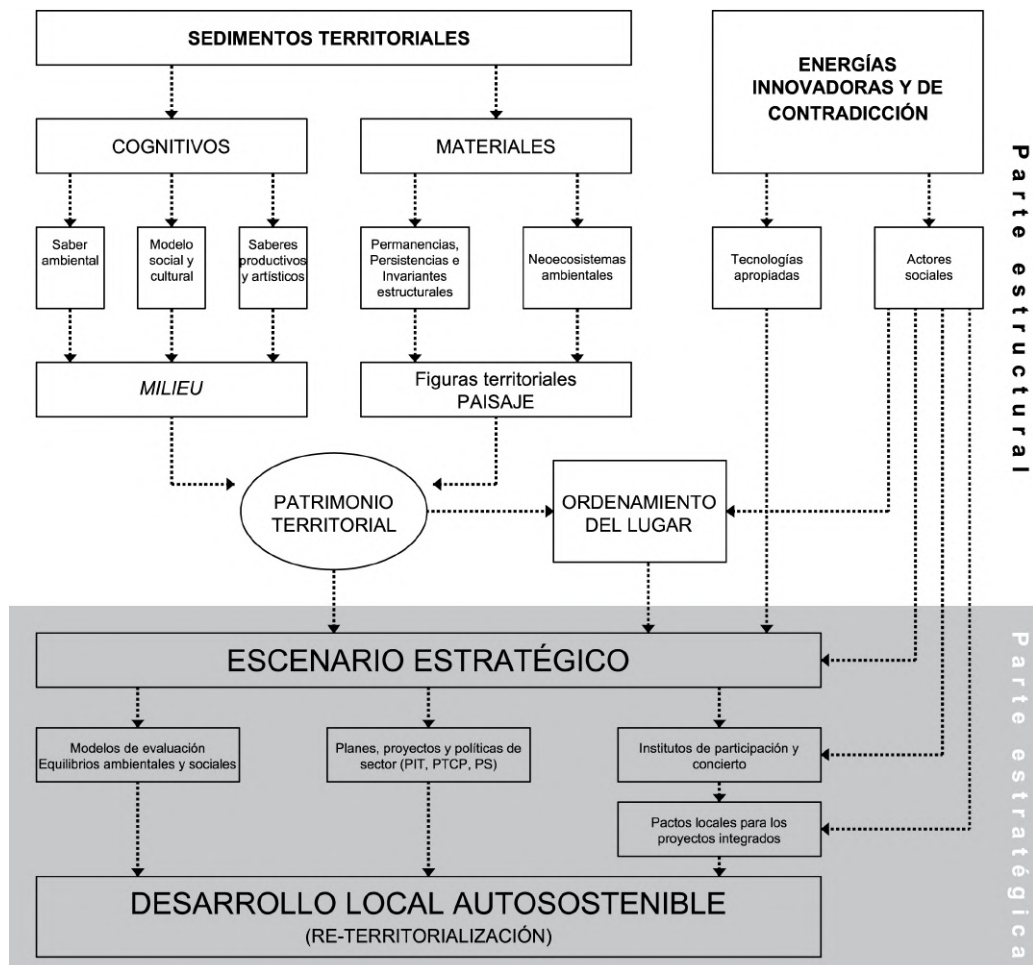 SEDIMENTOS TERRITORIALES
ENERGÍAS
INNOVADORAS Y DE
CONTRADICCIÓN
COGNITIVOS
MATERIALES
Saber
ambiental
Modelo
social y
cultural
Saberes
productivos
y artísticos
Permanencias,
Persistencias e
Invariantes
estructurales
Neoecosistemas
ambientales
Tecnologías
apropiadas
Actores
sociales
MILIEU
Figuras territoriales
PAISAJE
PATRIMONIO
TERRITORIAL
ORDENAMIENTO
DEL LUGAR
Parte estructural
ESCENARIO ESTRATÉGICO
Modelos de evaluación
Equilibrios ambientales y sociales
Planes, proyectos y políticas de
sector (PIT, PTCP, PS)
Institutos de participación y
concierto
Pactos locales para los
proyectos integrados
DESARROLLO LOCAL AUTOSOSTENIBLE
(RE-TERRITORIALIZACIÓN)
Parte estratégica